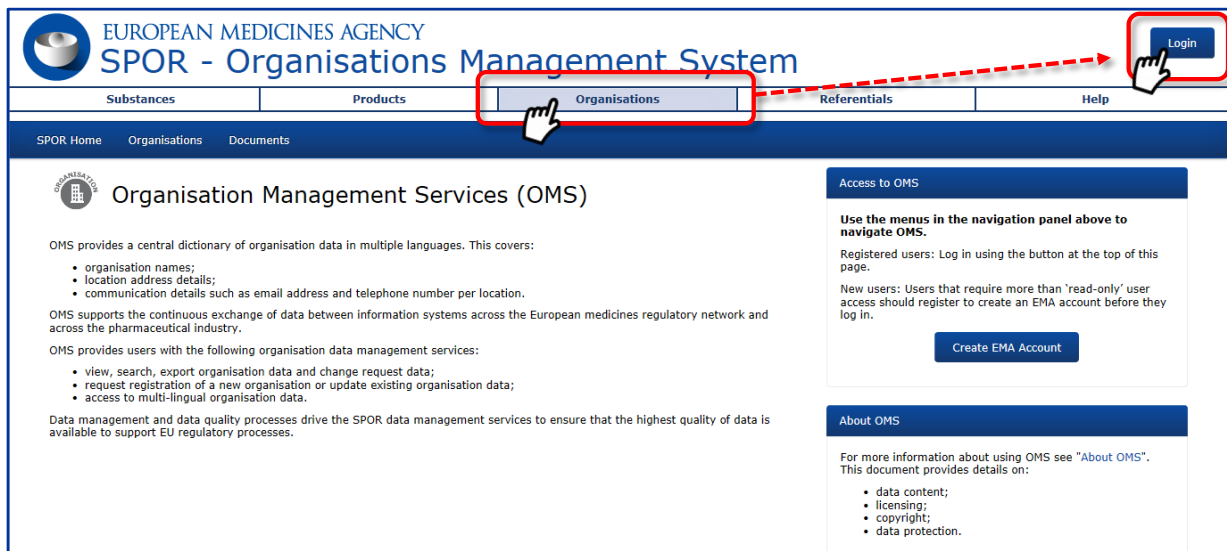 EUROPEAN MEDICINES AGENCY
SPOR - Organisations Management System
Login
Substances
Products
Organisations
Referentials
Help
SPOR Home
Organisations
Documents
ORGANISATION
Organisation Management Services (OMS)
OMS provides a central dictionary of organisation data in multiple languages. This covers:
• organisation names;
• location address details;
• communication details such as email address and telephone number per location.
OMS supports the continuous exchange of data between information systems across the European medicines regulatory network and
across the pharmaceutical industry.
OMS provides users with the following organisation data management services:
• view, search, export organisation data and change request data;
• request registration of a new organisation or update existing organisation data;
• access to multi-lingual organisation data.
Data management and data quality processes drive the SPOR data management services to ensure that the highest quality of data is
available to support EU regulatory processes.
Access to OMS
Use the menus in the navigation panel above to
navigate OMS.
Registered users: Log in using the button at the top of this
page.
New users: Users that require more than ‘read-only’ user
access should register to create an EMA account before they
log in.
Create EMA Account
About OMS
For more information about using OMS see "About OMS".
This document provides details on:
• data content;
• licensing;
• copyright;
• data protection.